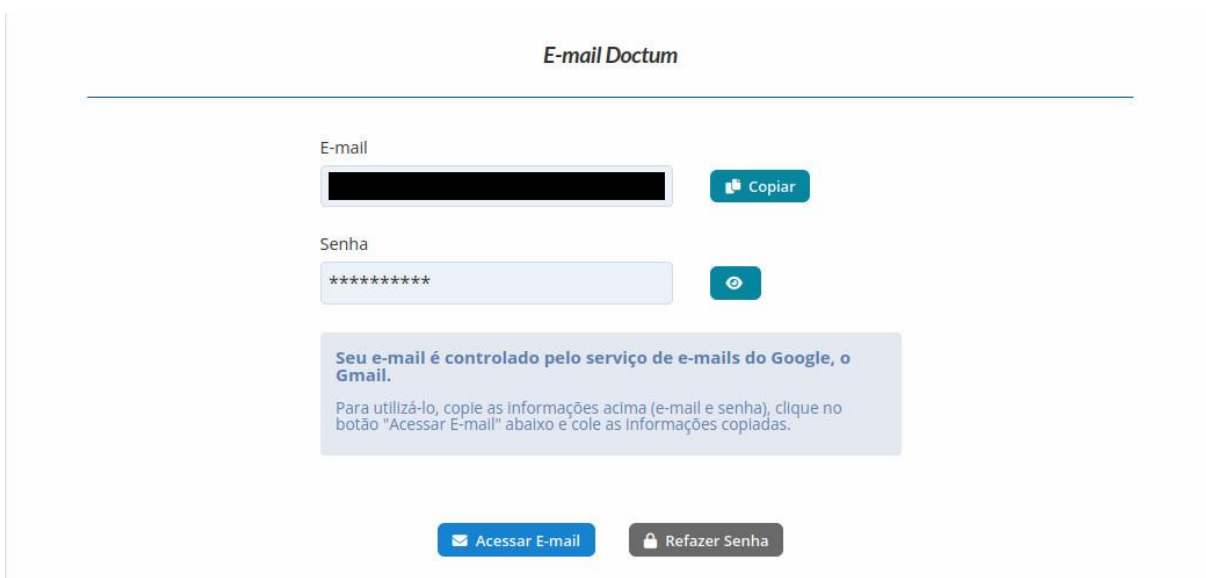 E-mail Doctum
E-mail
Copiar
Senha
**********
Seu e-mail é controlado pelo serviço de e-mails do Google, o
Gmail.
Para utilizá-lo, copie as informações acima (e-mail e senha), clique no
botão "Acessar E-mail" abaixo e cole as informações copiadas.
Acessar E-mail
Refazer Senha